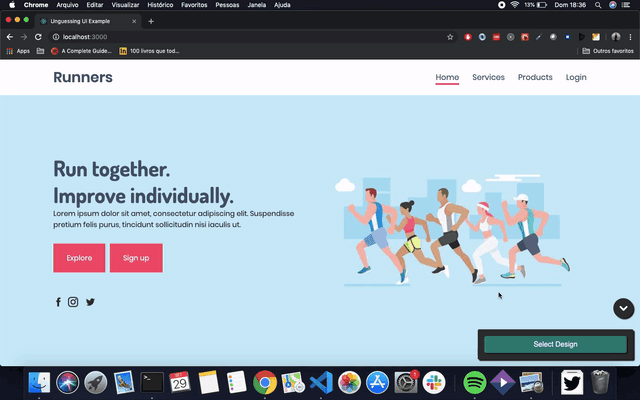 Chrome Arquivo Editar Visualizar Histórico Favoritos Pessoas Janela Ajuda 13% Dom 18:36
Unguessing UI Example
localhost:3000
Apps A Complete Guide... in 100 livros que tod... Outros favoritos
Runners Home Services Products Login
Run together.
Improve individually.
Lorem ipsum dolor sit amet, consectetur adipiscing elit. Suspendisse
pretium felis purus, tincidunt sollicitudin nisi iaculis ut.
Explore Sign up
Select Design
29